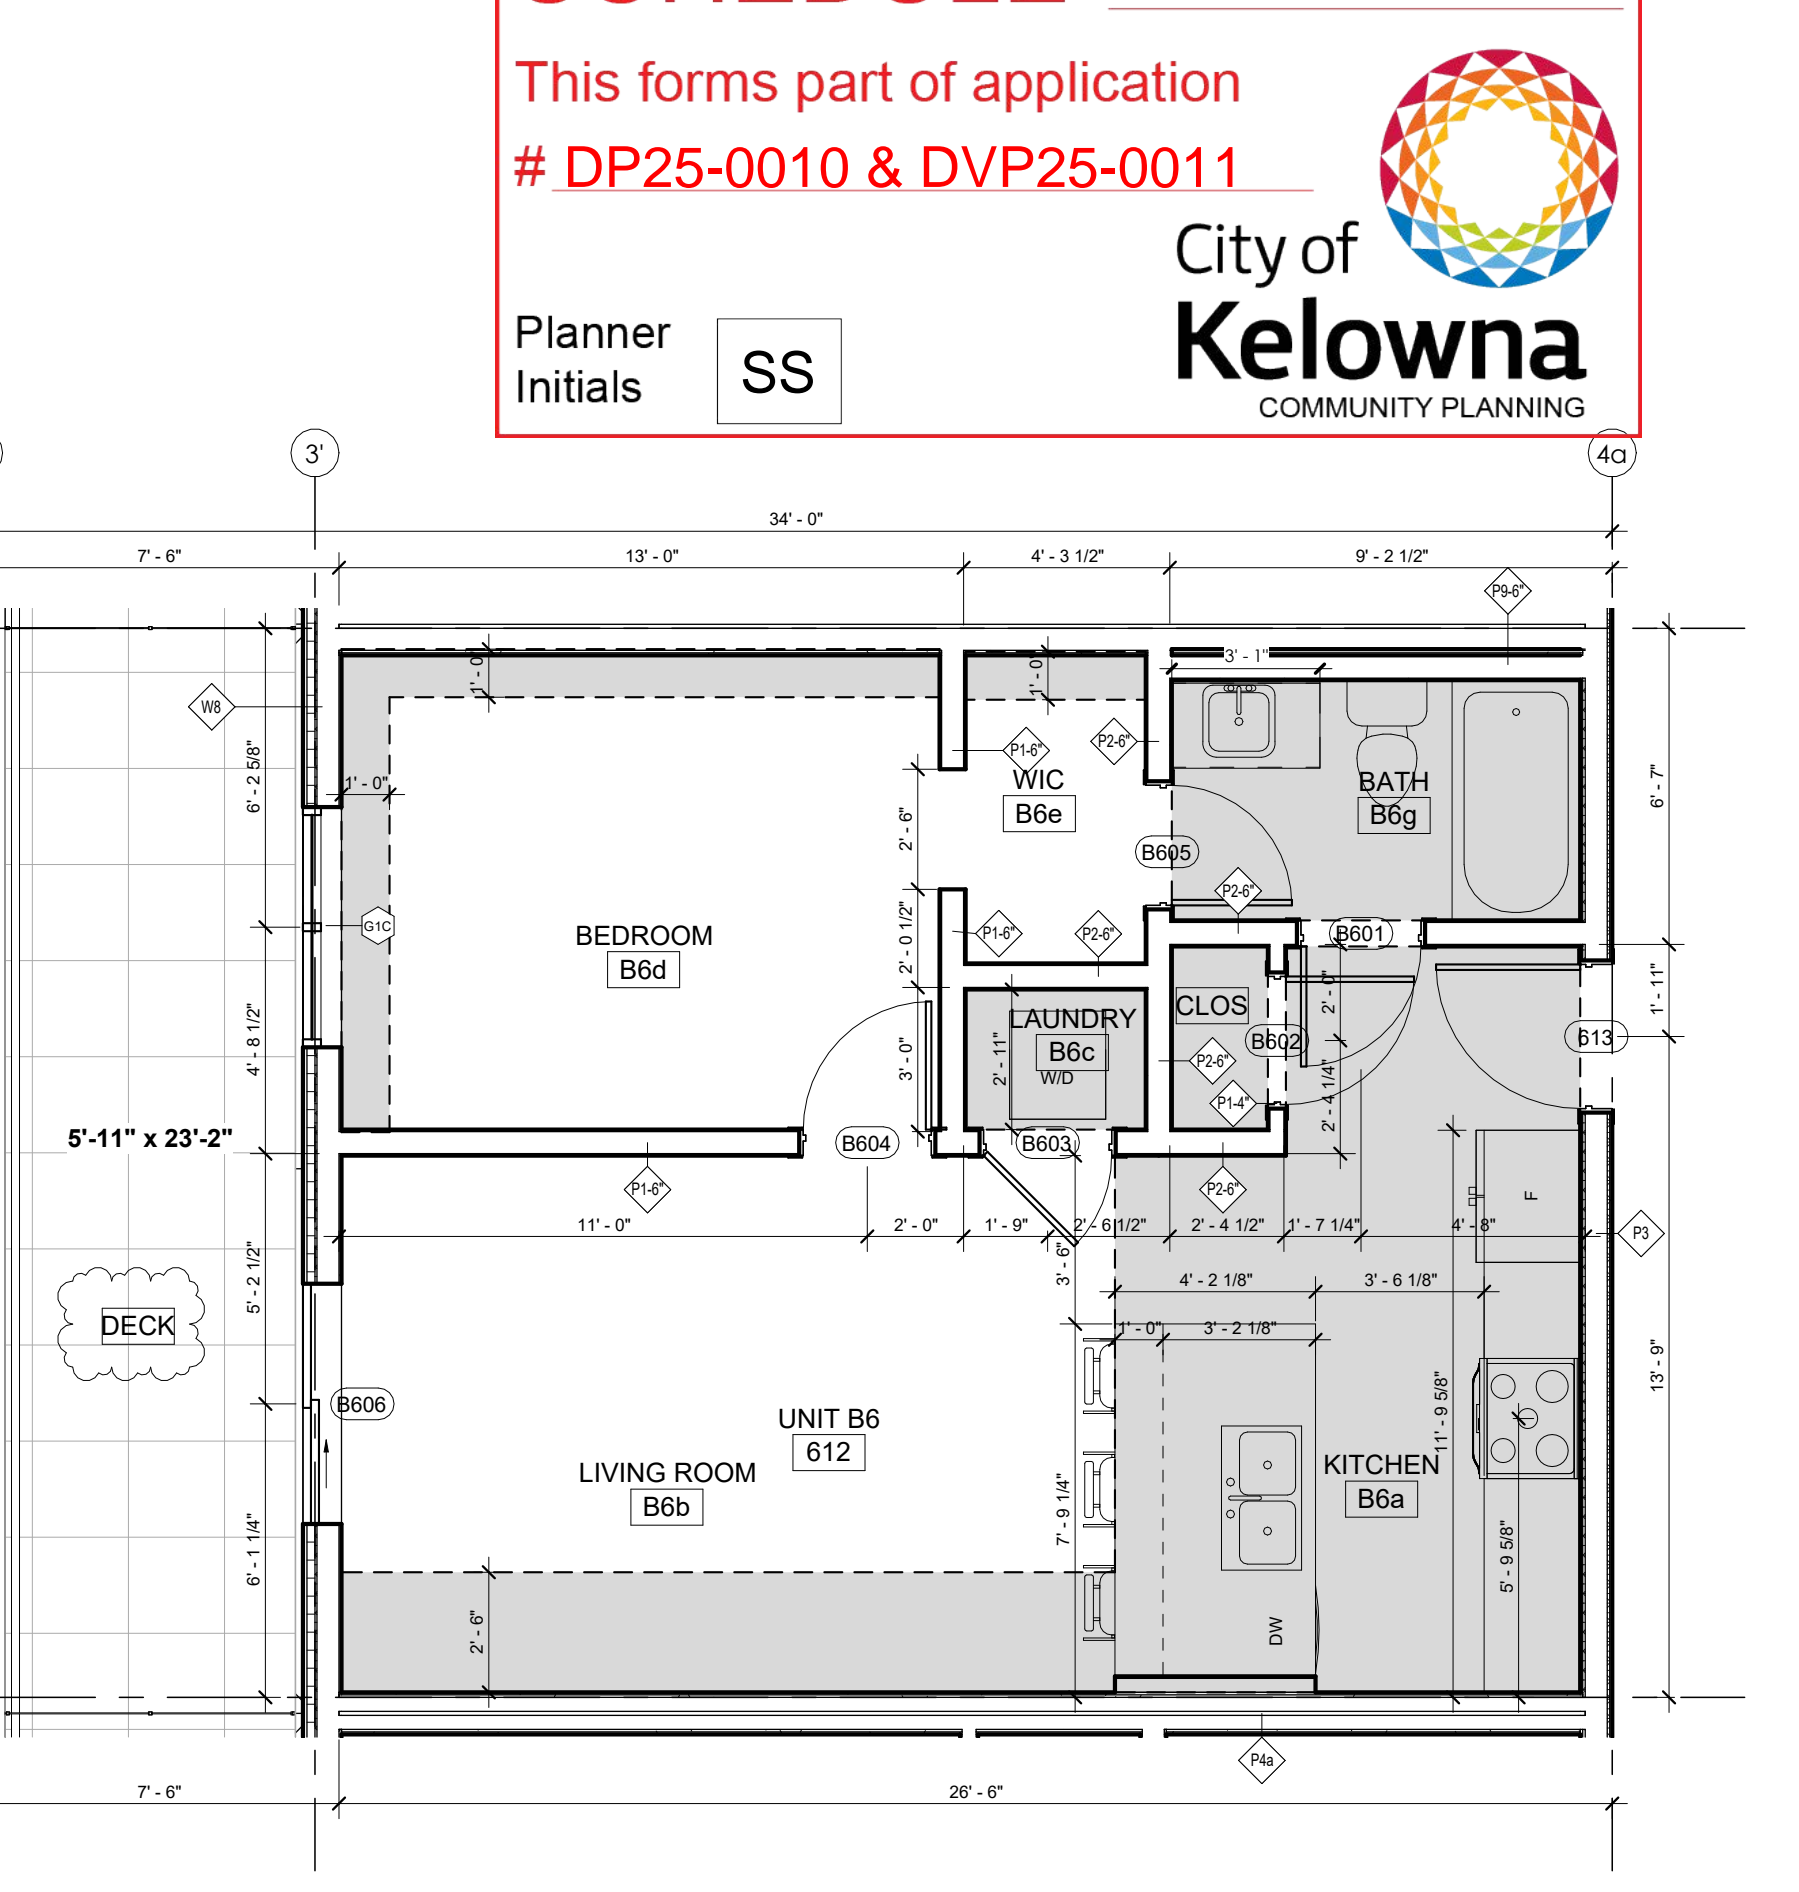 This forms part of application
# DP25-0010 & DVP25-0011
City of
Kelowna
COMMUNITY PLANNING
Planner
Initials
SS
3'
4a
34' - 0"
7' - 6"
13' - 0"
4' - 3 1/2"
9' - 2 1/2"
P9-6"
1' - 0"
1' - 0"
3' - 1"
W8
6' - 2 5/8"
1' - 0"
P1-6"
P2-6"
WIC
B6e
BATH
B6g
6' - 7"
2' - 6"
B605
P2-6"
G1C
BEDROOM
B6d
2' - 0 1/2"
P1-6"
P2-6"
B601
CLOS
2' - 0"
1' - 11"
LAUNDRY
B6c
W/D
2' - 11"
3' - 0"
4' - 8 1/2"
B602
613
P2-6"
P1-4"
2' - 4 1/4"
5'-11" x 23'-2"
B604
B603
P1-6"
P2-6"
F
11' - 0"
2' - 0"
1' - 9"
2' - 6 1/2"
2' - 4 1/2"
1' - 7 1/4"
4' - 8"
P3
5' - 2 1/2"
3' - 6"
4' - 2 1/8"
3' - 6 1/8"
DECK
1' - 0"
3' - 2 1/8"
13' - 9"
B606
UNIT B6
612
11' - 9 5/8"
LIVING ROOM
B6b
KITCHEN
B6a
7' - 9 1/4"
6' - 1 1/4"
5' - 9 5/8"
2' - 6"
DW
P4a
7' - 6"
26' - 6"